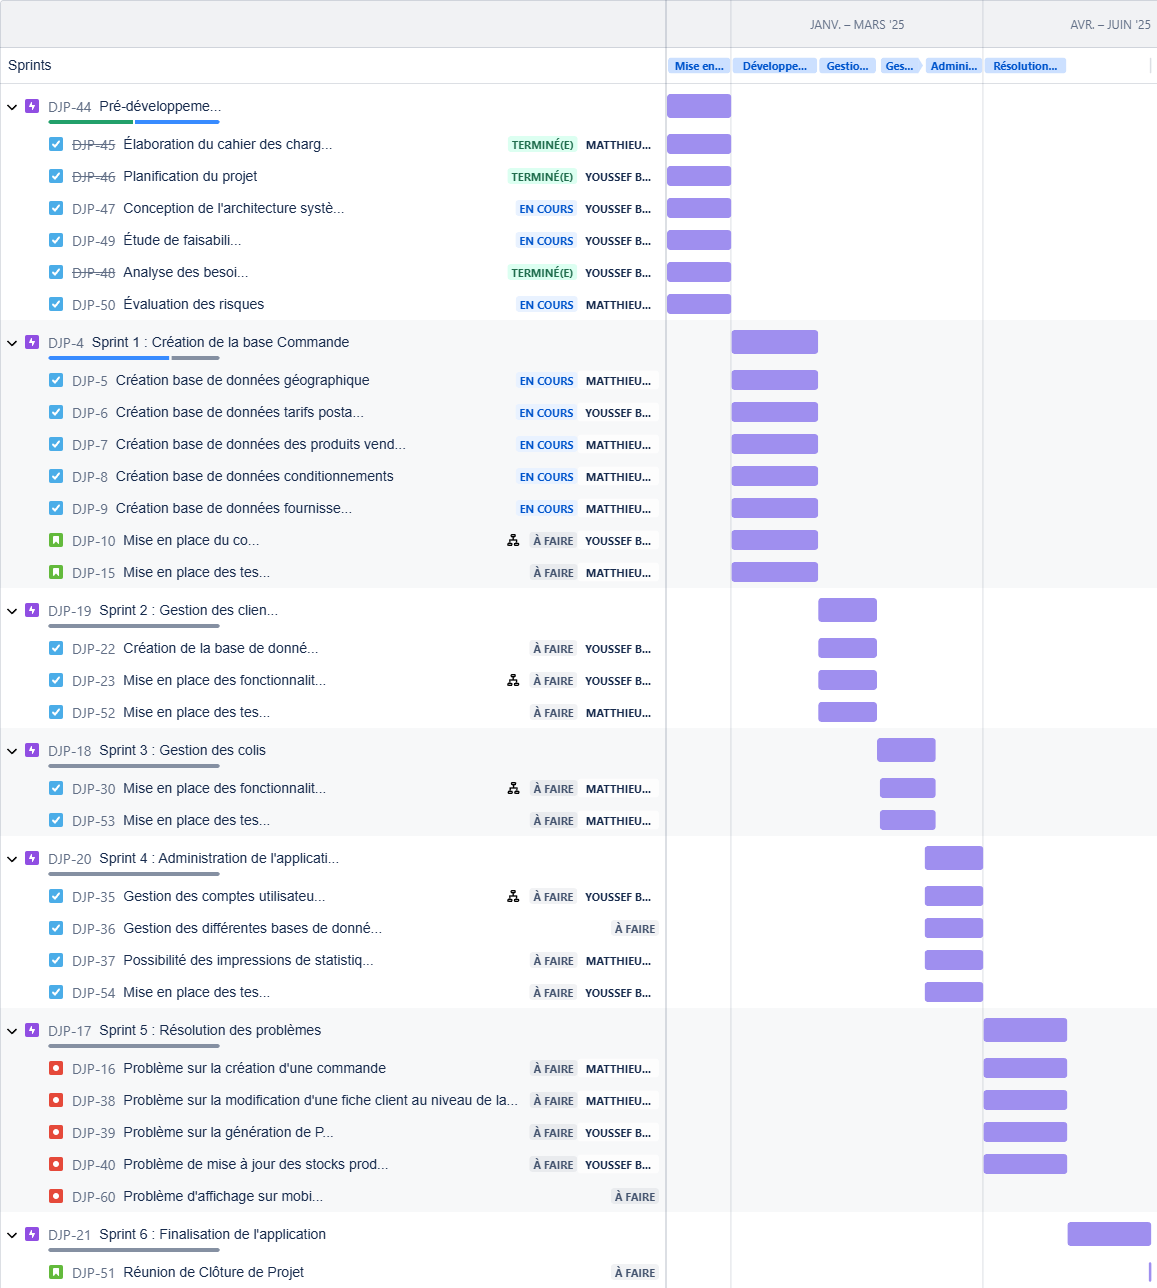 JANV. – MARS '25 AVR. – JUIN '25
Sprints Mise en... Développe... Gestio... Ges... Admini... Résolution...
DJP-44 Pré-développeme...
DJP-45 Élaboration du cahier des charg... TERMINÉ(E) MATTHIEU...
DJP-46 Planification du projet TERMINÉ(E) YOUSSEF B...
DJP-47 Conception de l'architecture systè... EN COURS YOUSSEF B...
DJP-49 Étude de faisabili... EN COURS YOUSSEF B...
DJP-48 Analyse des besoi... TERMINÉ(E) YOUSSEF B...
DJP-50 Évaluation des risques EN COURS MATTHIEU...
DJP-4 Sprint 1 : Création de la base Commande
DJP-5 Création base de données géographique EN COURS MATTHIEU...
DJP-6 Création base de données tarifs posta... EN COURS YOUSSEF B...
DJP-7 Création base de données des produits vend... EN COURS MATTHIEU...
DJP-8 Création base de données conditionnements EN COURS MATTHIEU...
DJP-9 Création base de données fournisse... EN COURS MATTHIEU...
DJP-10 Mise en place du co... À FAIRE YOUSSEF B...
DJP-15 Mise en place des tes... À FAIRE MATTHIEU...
DJP-19 Sprint 2 : Gestion des clien...
DJP-22 Création de la base de donné... À FAIRE YOUSSEF B...
DJP-23 Mise en place des fonctionnalit... À FAIRE YOUSSEF B...
DJP-52 Mise en place des tes... À FAIRE MATTHIEU...
DJP-18 Sprint 3 : Gestion des colis
DJP-30 Mise en place des fonctionnalit... À FAIRE MATTHIEU...
DJP-53 Mise en place des tes... À FAIRE MATTHIEU...
DJP-20 Sprint 4 : Administration de l'applicati...
DJP-35 Gestion des comptes utilisateu... À FAIRE YOUSSEF B...
DJP-36 Gestion des différentes bases de donné... À FAIRE
DJP-37 Possibilité des impressions de statistiq... À FAIRE MATTHIEU...
DJP-54 Mise en place des tes... À FAIRE YOUSSEF B...
DJP-17 Sprint 5 : Résolution des problèmes
DJP-16 Problème sur la création d'une commande À FAIRE MATTHIEU...
DJP-38 Problème sur la modification d'une fiche client au niveau de la... À FAIRE MATTHIEU...
DJP-39 Problème sur la génération de P... À FAIRE YOUSSEF B...
DJP-40 Problème de mise à jour des stocks prod... À FAIRE YOUSSEF B...
DJP-60 Problème d'affichage sur mobi... À FAIRE
DJP-21 Sprint 6 : Finalisation de l'application
DJP-51 Réunion de Clôture de Projet À FAIRE